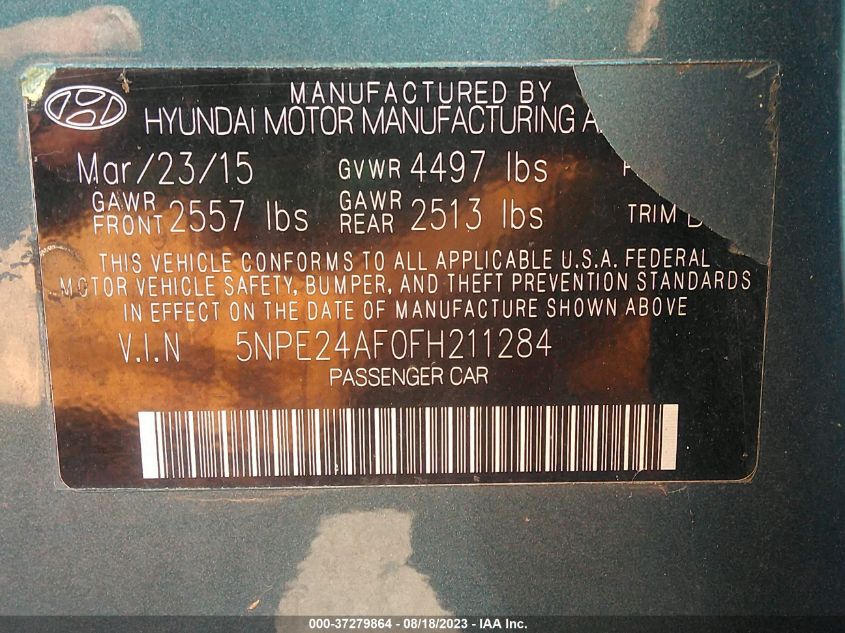 MANUFACTURED BY
HYUNDAI MOTOR MANUFACTURING A
Mar/23/15 GVWR 4497 lbs
GAWR FRONT 2557 lbs GAWR REAR 2513 lbs TRIM
THIS VEHICLE CONFORMS TO ALL APPLICABLE U.S.A. FEDERAL
MOTOR VEHICLE SAFETY, BUMPER, AND THEFT PREVENTION STANDARDS
IN EFFECT ON THE DATE OF MANUFACTURE SHOWN ABOVE
V.I.N 5NPE24AF0FH211284
PASSENGER CAR
000-37279864 - 08/18/2023 - IAA Inc.